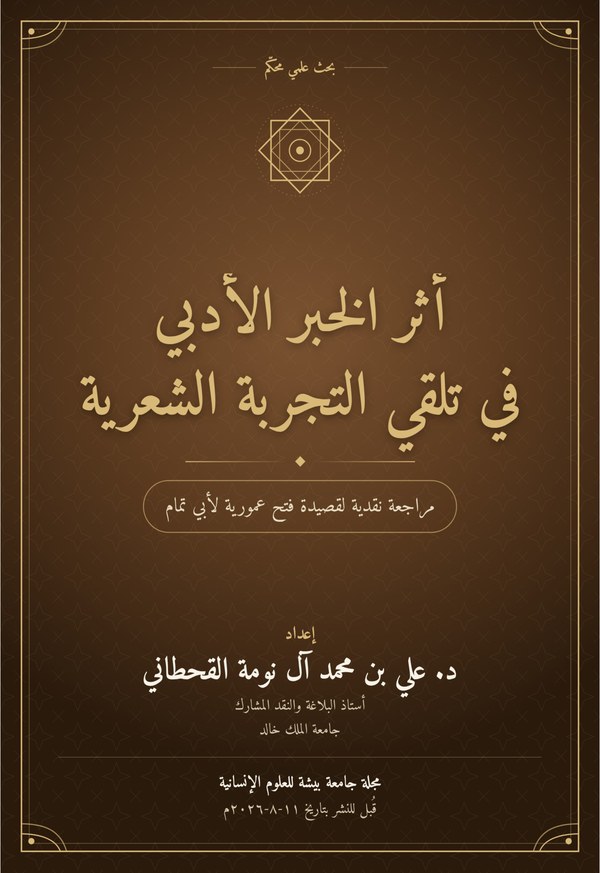 بحث علمي محكّم
أثر الخبر الأدبي
في تلقي التجربة الشعرية
مراجعة نقدية لقصيدة فتح عمورية لأبي تمام
إعداد
د. علي بن محمد آل نومة القحطاني
أستاذ البلاغة والنقد المشارك
جامعة الملك خالد
مجلة جامعة بيشة للعلوم الإنسانية
قُبل للنشر بتاريخ ١١-٨-٢٠٢٦م